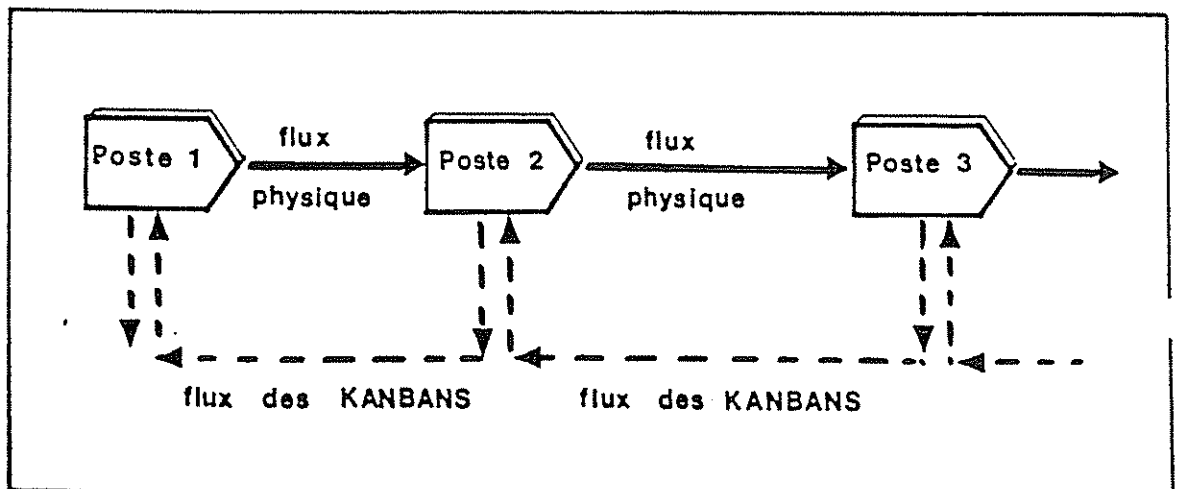 flux
flux
Poste 1
Poste 2
Poste 3
physique
physique
flux des KANBANS
flux des KANBANS